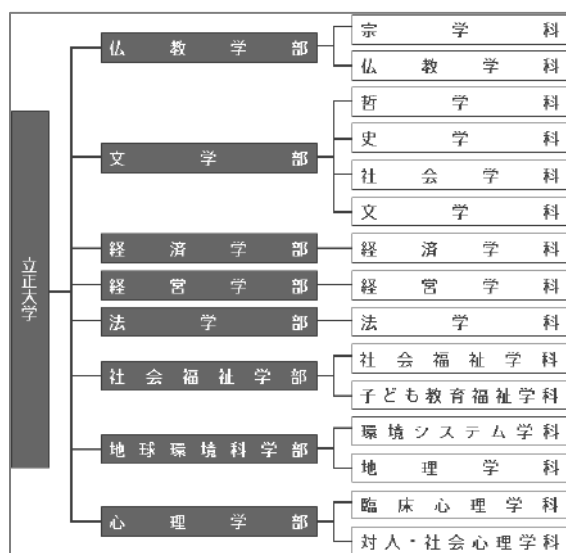 立正大学
仏教学部
宗学科
仏教学科
文学部
哲学科
史学科
社会学科
文学科
経済学部
経済学科
経営学部
経営学科
法学部
法学科
社会福祉学部
社会福祉学科
子ども教育福祉学科
地球環境科学部
環境システム学科
地理学科
心理学部
臨床心理学科
対人・社会心理学科